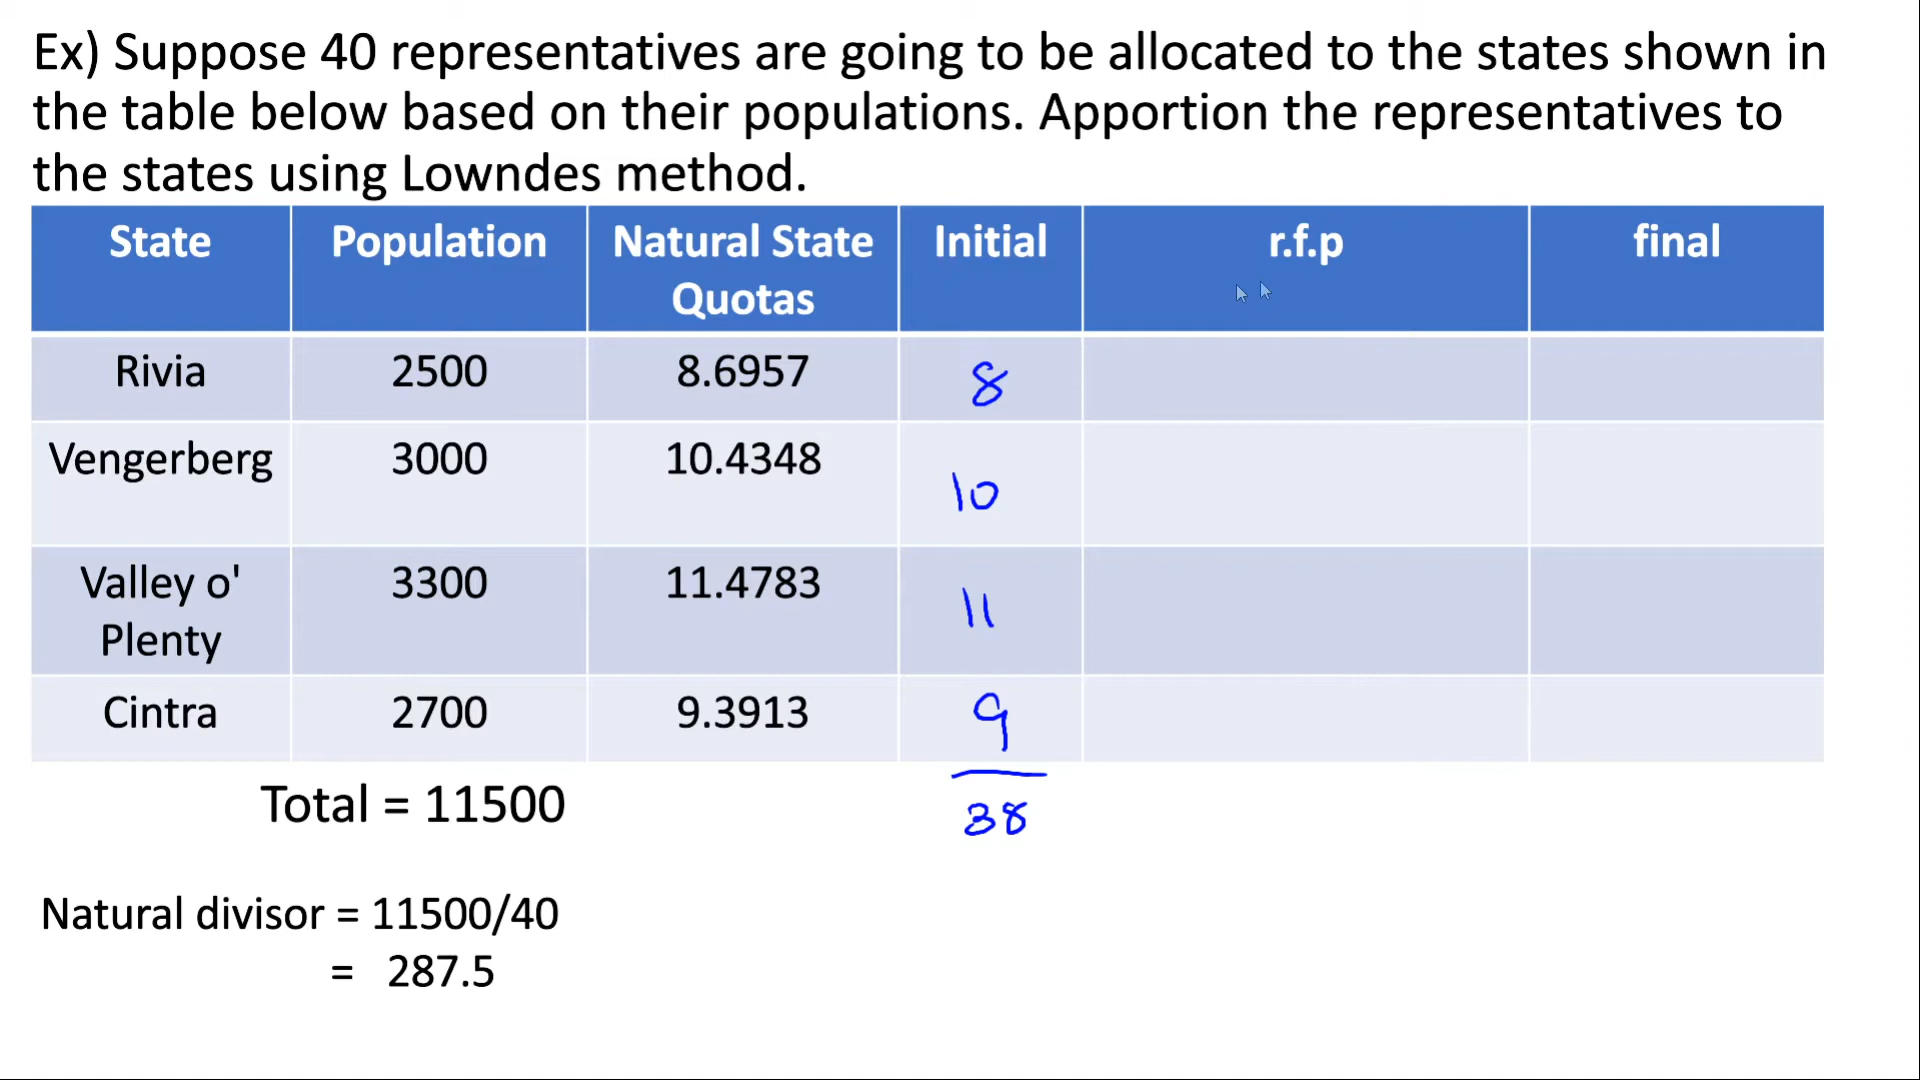 Ex) Suppose 40 representatives are going to be allocated to the states shown in
the table below based on their populations. Apportion the representatives to
the states using Lowndes method.
State Population Natural State Quotas Initial r.f.p final
Rivia 2500 8.6957 8
Vengerberg 3000 10.4348 10
Valley o' Plenty 3300 11.4783 11
Cintra 2700 9.3913 9
Total = 11500 38
Natural divisor = 11500/40
= 287.5